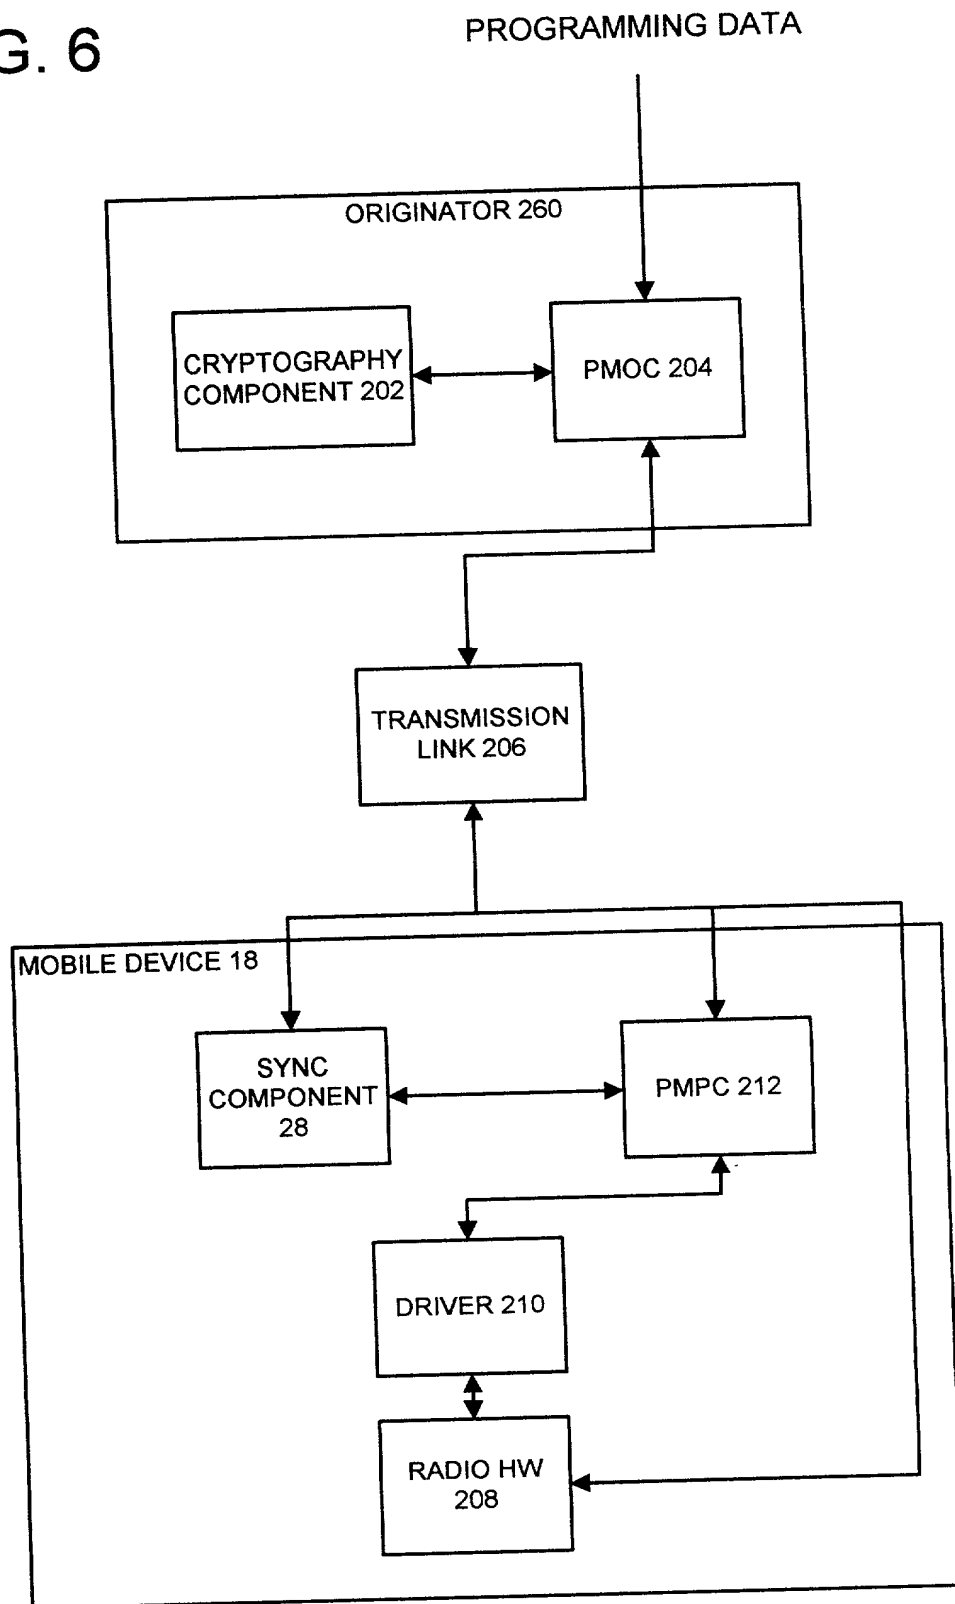 G. 6
PROGRAMMING DATA
ORIGINATOR 260
CRYPTOGRAPHY
COMPONENT 202
PMOC 204
TRANSMISSION
LINK 206
MOBILE DEVICE 18
SYNC
COMPONENT
28
PMPC 212
DRIVER 210
RADIO HW
208